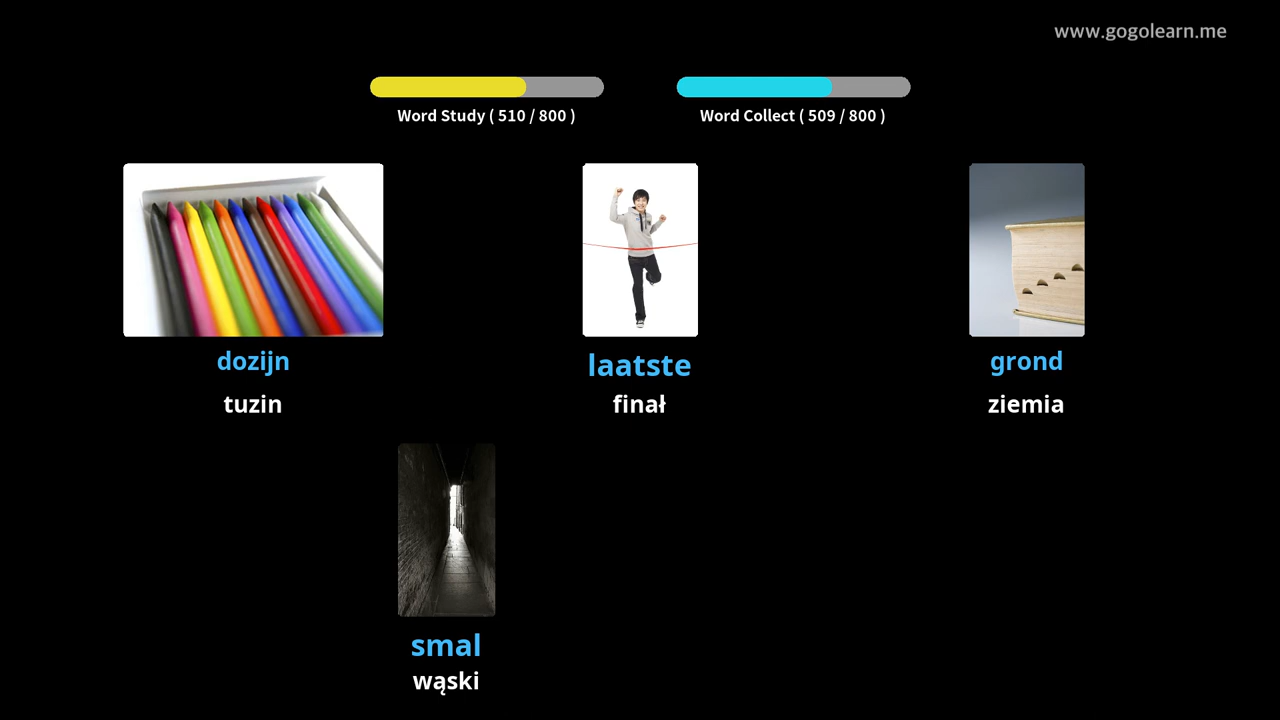 www.gogolearn.me
Word Study ( 510 / 800 )
Word Collect ( 509 / 800 )
dozijn
laatste
grond
tuzin
finał
ziemia
smal
wąski